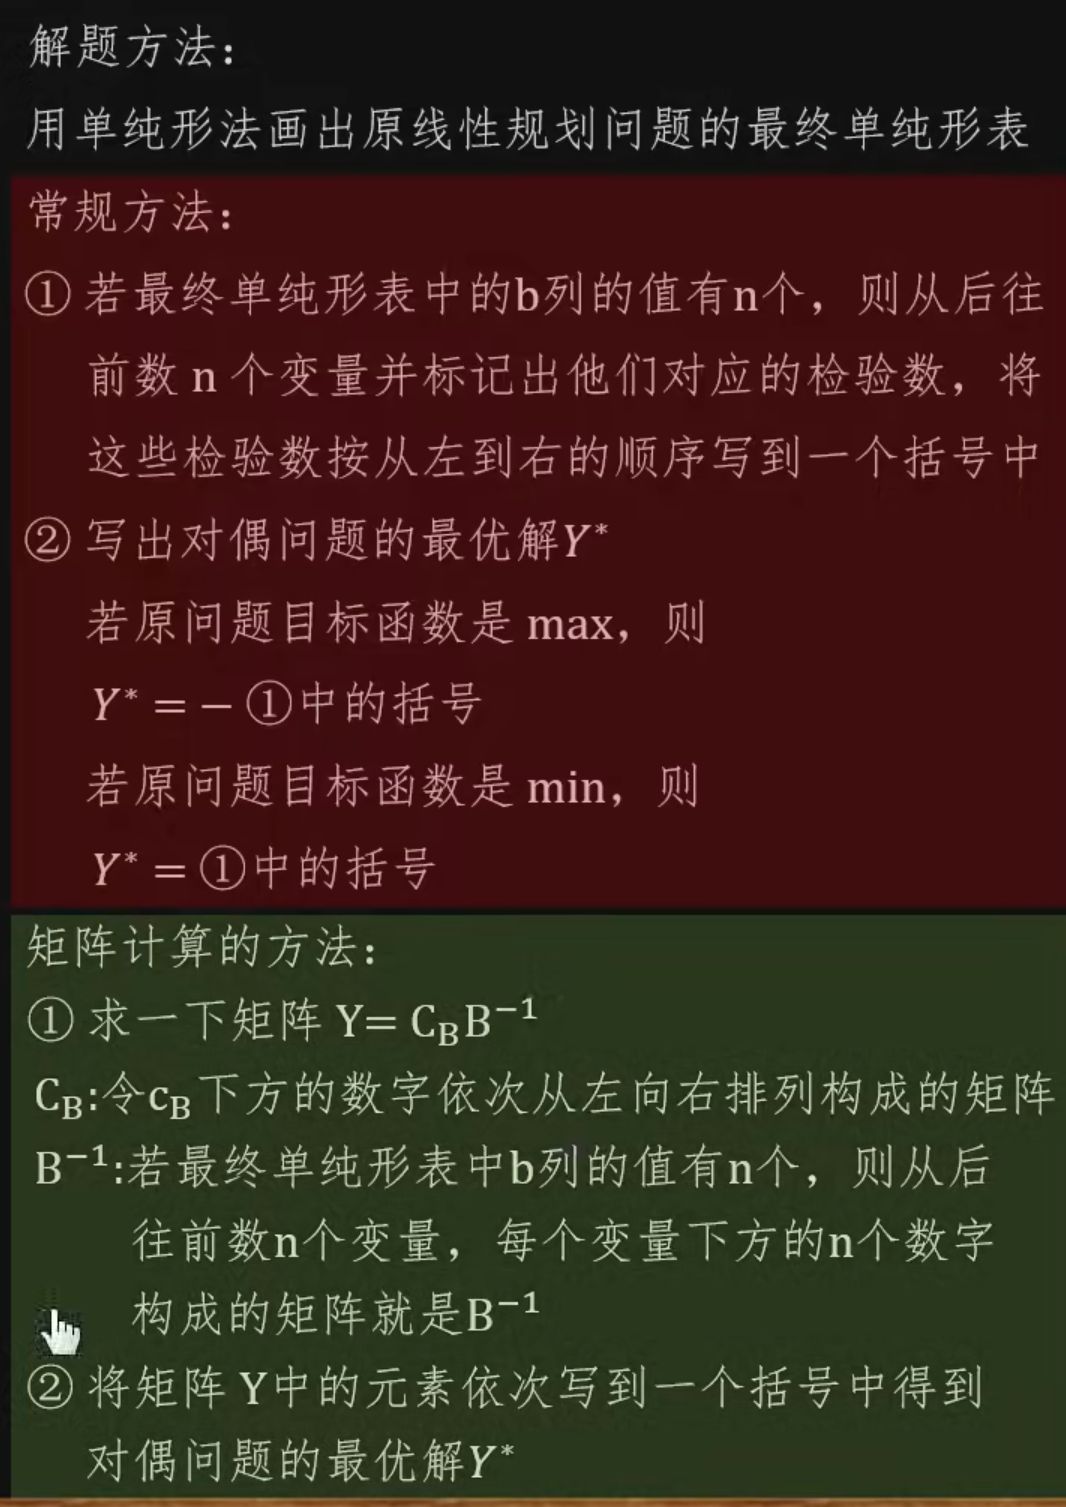 解题方法：
用单纯形法画出原线性规划问题的最终单纯形表
常规方法：
① 若最终单纯形表中的b列的值有n个，则从后往
前数 n 个变量并标记出他们对应的检验数，将
这些检验数按从左到右的顺序写到一个括号中
② 写出对偶问题的最优解Y*
若原问题目标函数是 max，则
Y* = − ①中的括号
若原问题目标函数是 min，则
Y* = ①中的括号
矩阵计算的方法：
① 求一下矩阵 Y= C_B B⁻¹
C_B:令c_B下方的数字依次从左向右排列构成的矩阵
B⁻¹:若最终单纯形表中b列的值有n个，则从后
往前数n个变量，每个变量下方的n个数字
构成的矩阵就是B⁻¹
② 将矩阵 Y中的元素依次写到一个括号中得到
对偶问题的最优解Y*